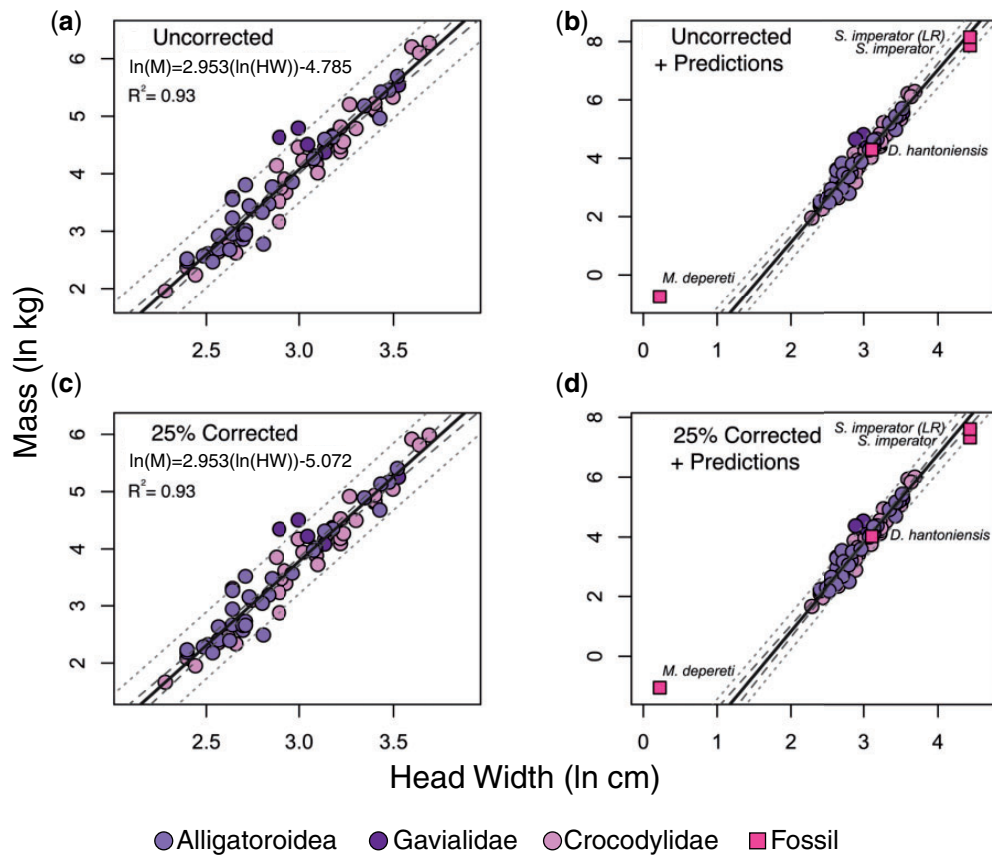 (a)
Uncorrected
ln(M)=2.953(ln(HW))-4.785
R²= 0.93
6
5
4
3
2
2.5
3.0
3.5
(b)
Uncorrected
+ Predictions
S. imperator (LR)
S. imperator
D. hantoniensis
M. depereti
8
6
4
2
0
0
1
2
3
4
(c)
25% Corrected
ln(M)=2.953(ln(HW))-5.072
R²= 0.93
6
5
4
3
2
2.5
3.0
3.5
(d)
25% Corrected
+ Predictions
S. imperator (LR)
S. imperator
D. hantoniensis
M. depereti
8
6
4
2
0
0
1
2
3
4
Mass (ln kg)
Head Width (ln cm)
Alligatoroidea Gavialidae Crocodylidae Fossil